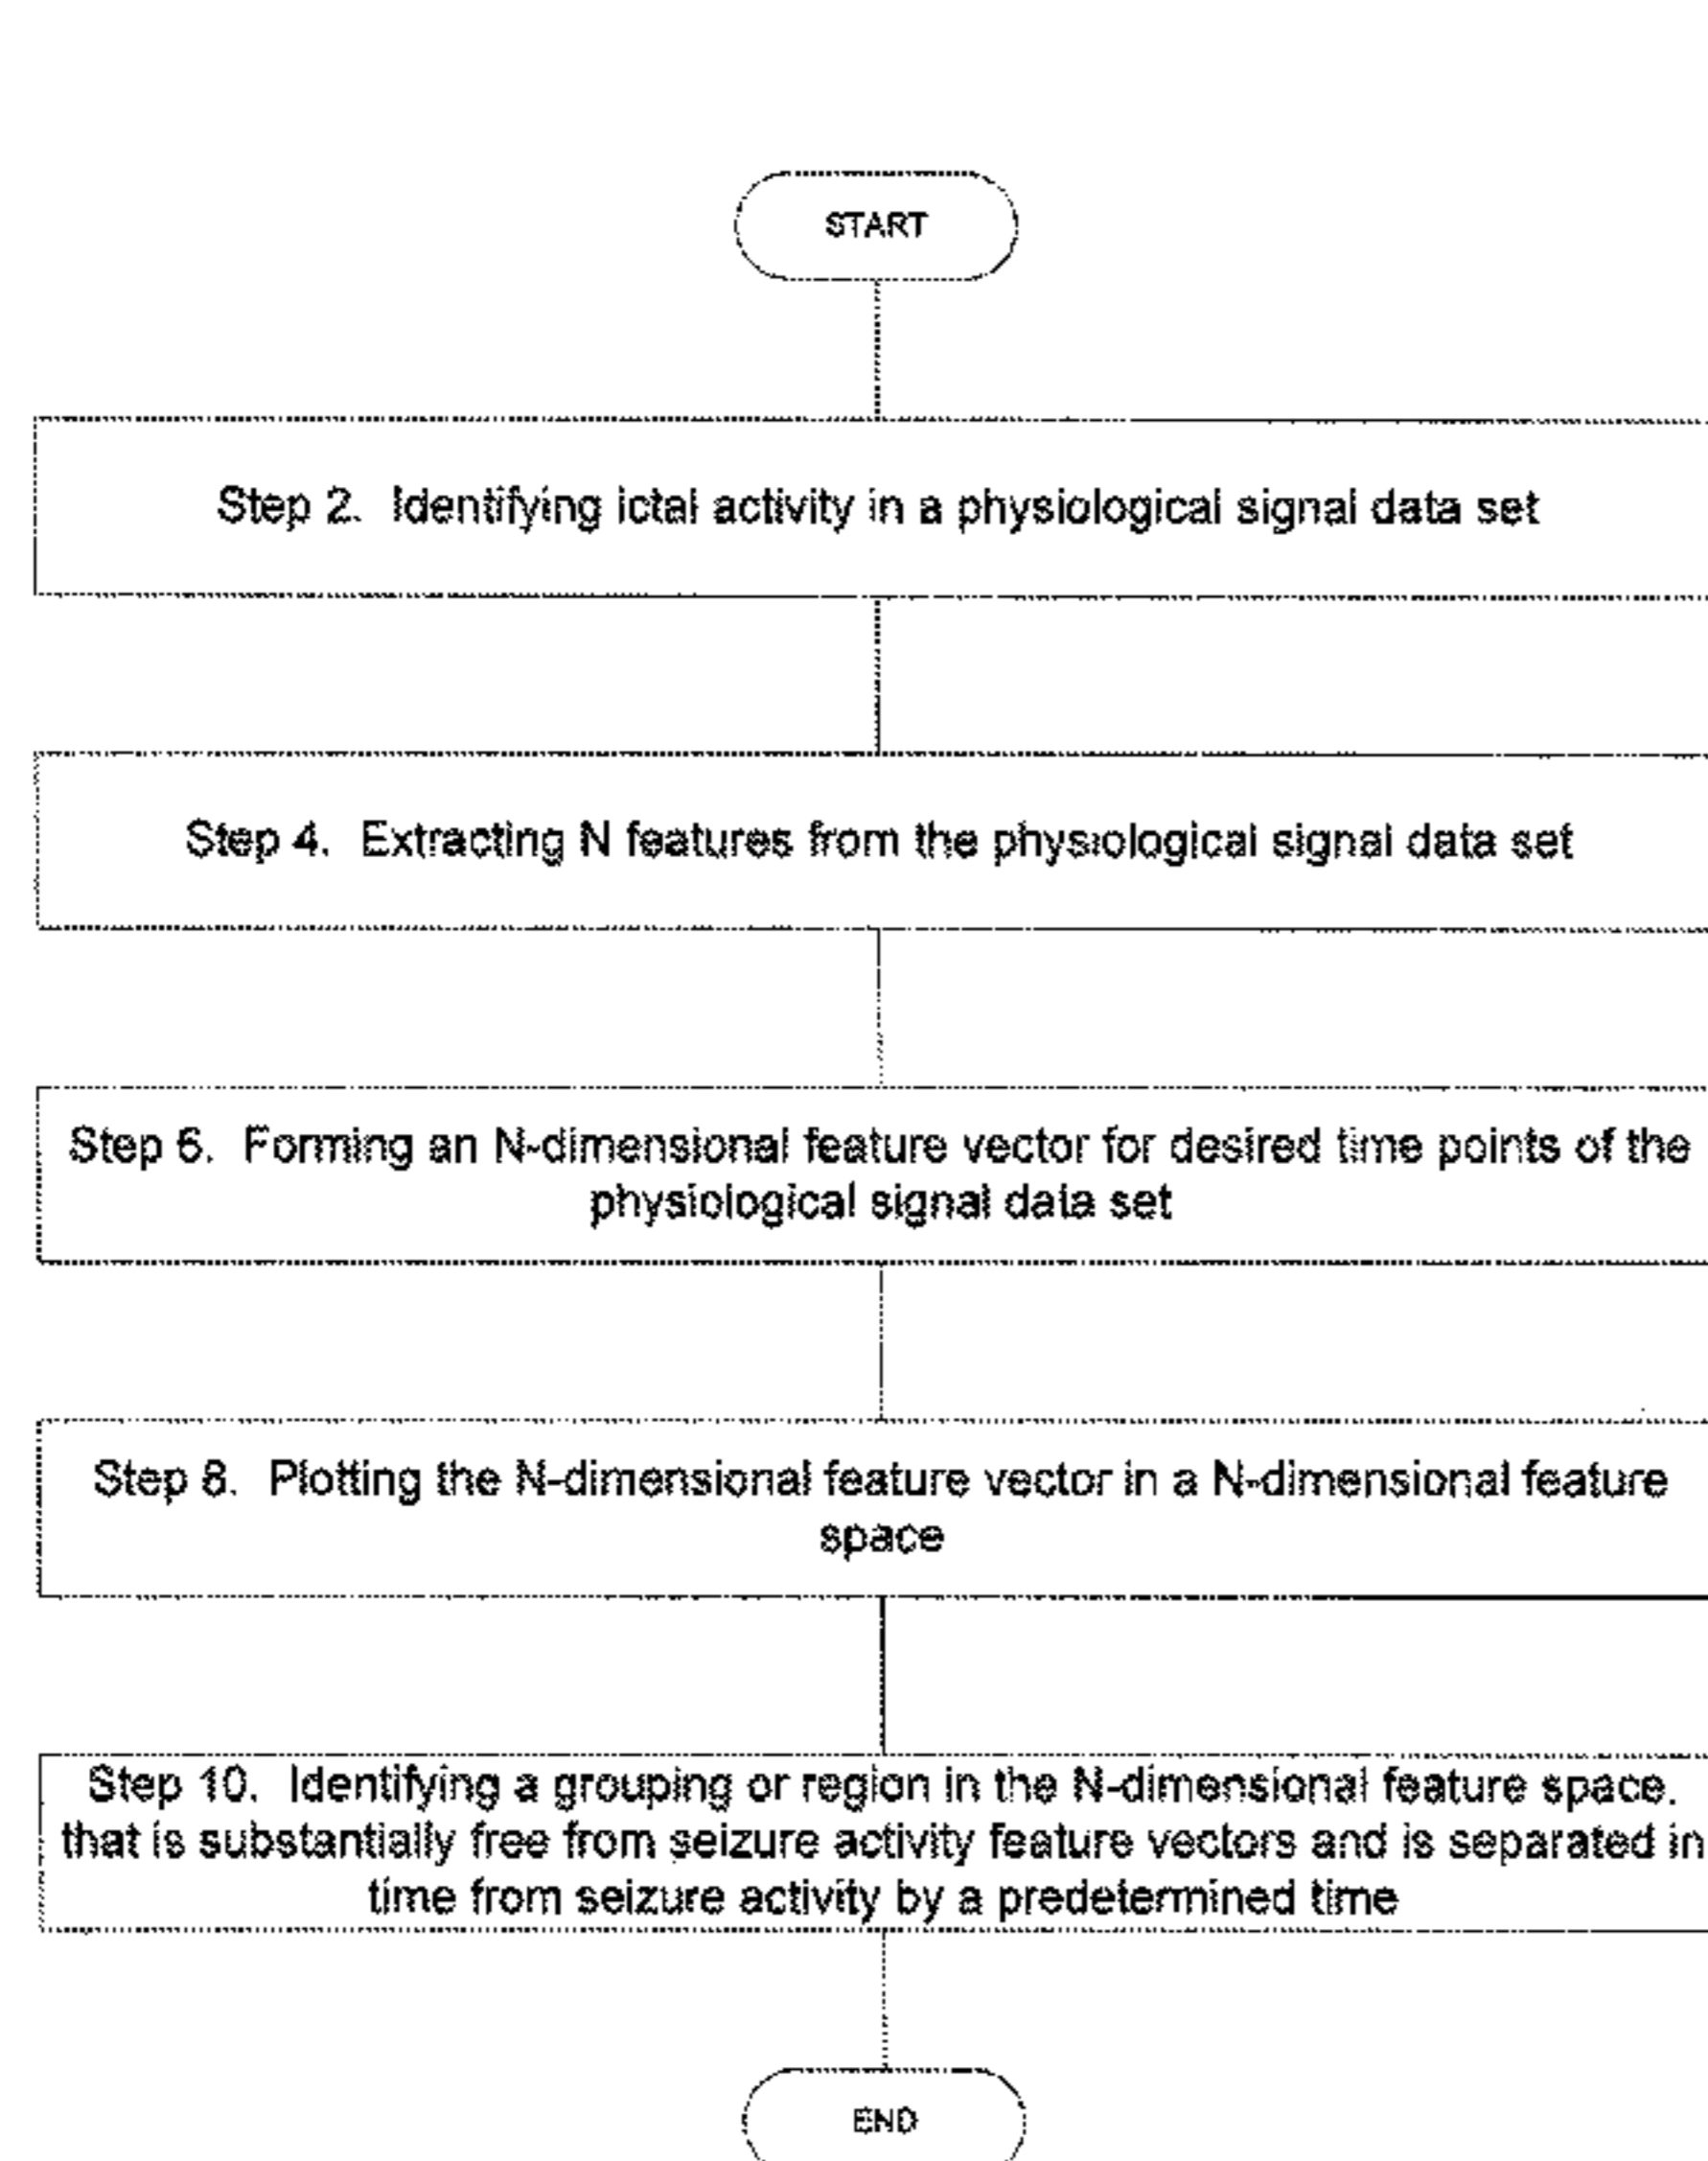 START
Step 2. Identifying ictal activity in a physiological signal data set
Step 4. Extracting N features from the physiological signal data set
Step 6. Forming an N-dimensional feature vector for desired time points of the
physiological signal data set
Step 8. Plotting the N-dimensional feature vector in a N-dimensional feature
space
Step 10. Identifying a grouping or region in the N-dimensional feature space.
that is substantially free from seizure activity feature vectors and is separated in
time from seizure activity by a predetermined time
END